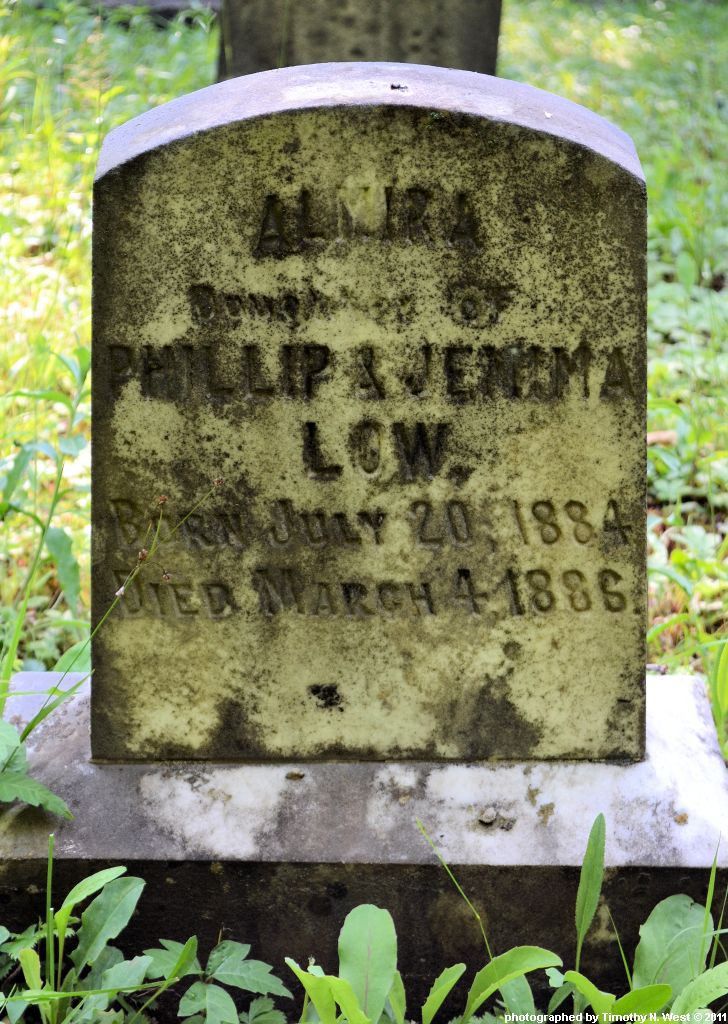 ALMIRA
Daughter OF
PHILLIP & JEMIMA
LOW.
BORN JULY 20, 1884
DIED MARCH 4, 1886.
photographed by Timothy N. West © 2011